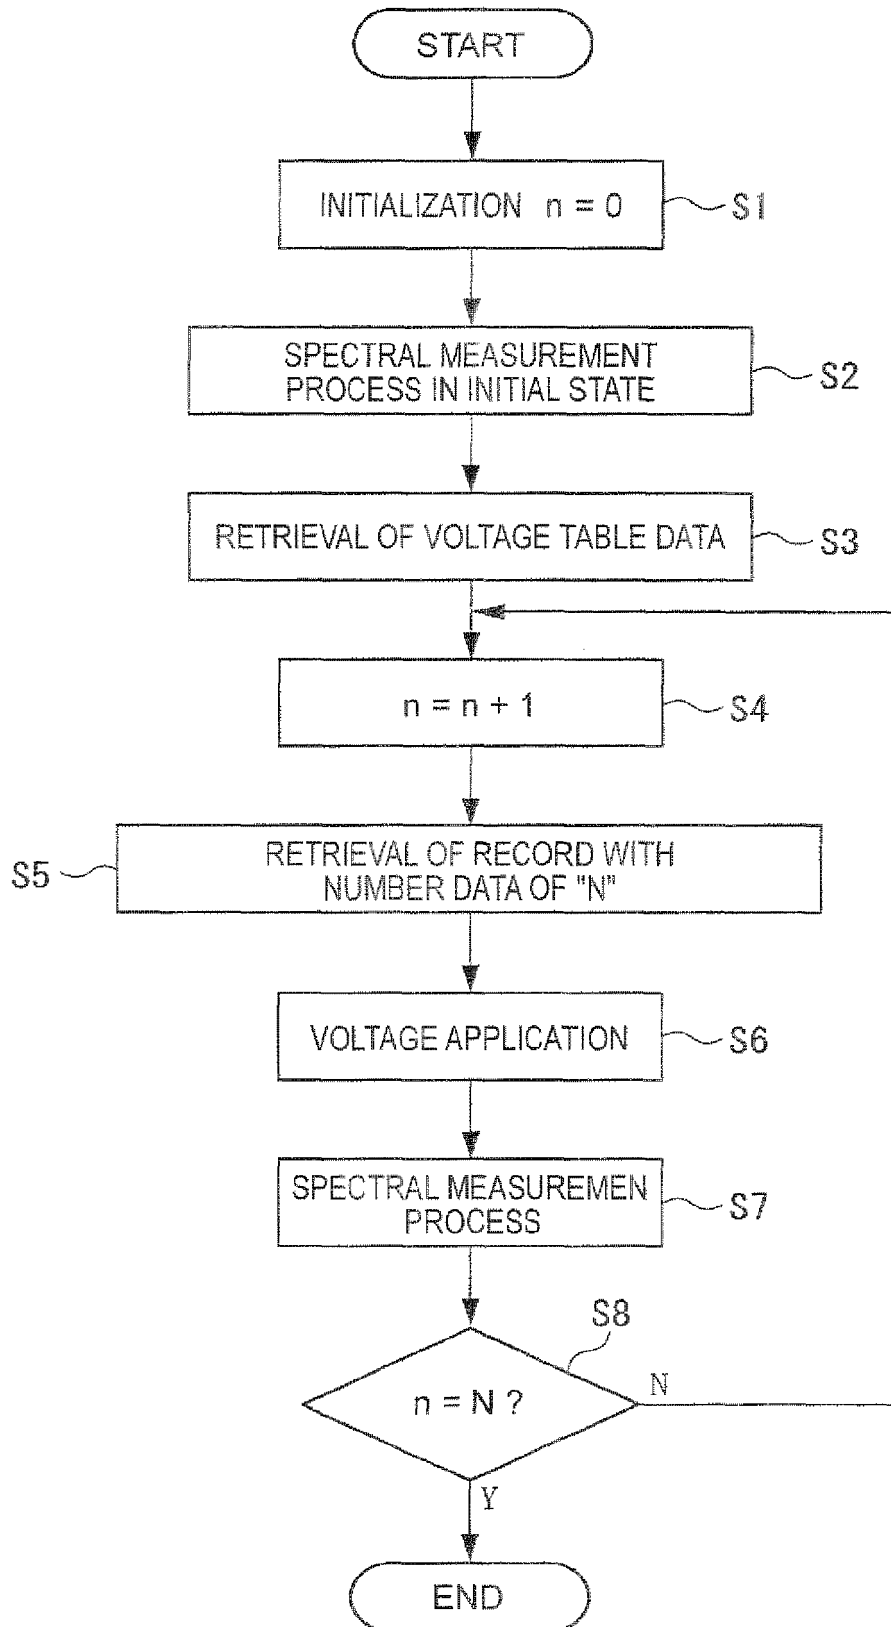 START
INITIALIZATION n = 0
S1
SPECTRAL MEASUREMENT
PROCESS IN INITIAL STATE
S2
RETRIEVAL OF VOLTAGE TABLE DATA
S3
n = n + 1
S4
S5
RETRIEVAL OF RECORD WITH
NUMBER DATA OF "N"
VOLTAGE APPLICATION
S6
SPECTRAL MEASUREMEN
PROCESS
S7
S8
n = N ?
N
Y
END